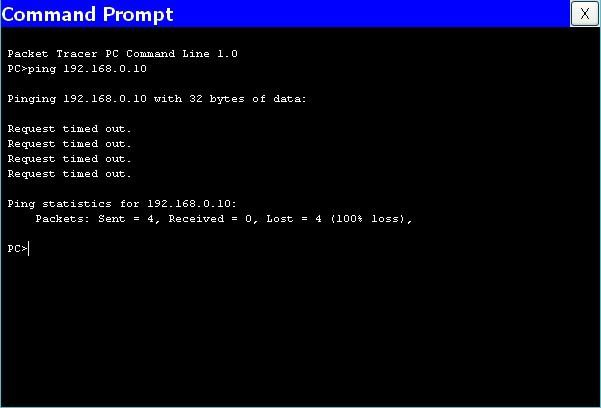 Command Prompt
X
Packet Tracer PC Command Line 1.0
PC>ping 192.168.0.10
Pinging 192.168.0.10 with 32 bytes of data:
Request timed out.
Request timed out.
Request timed out.
Request timed out.
Ping statistics for 192.168.0.10:
Packets: Sent = 4, Received = 0, Lost = 4 (100% loss),
PC>